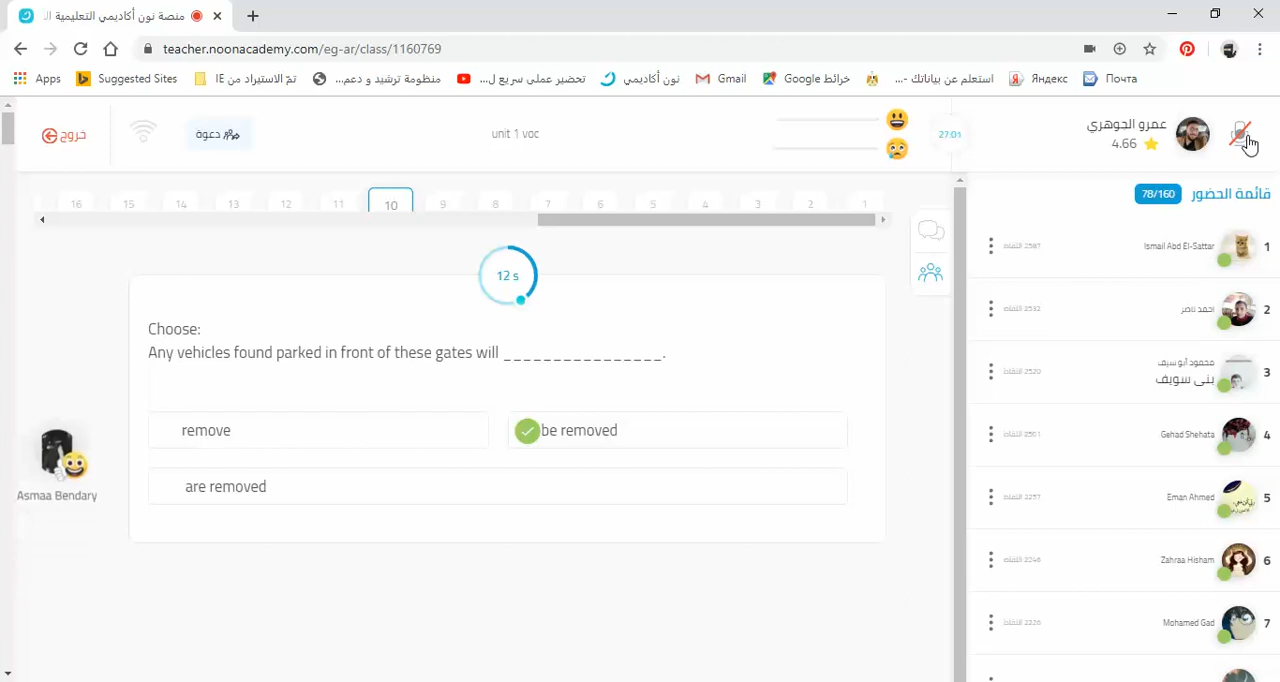 منصة نون أكاديمي التعليمية
teacher.noonacademy.com/eg-ar/class/1160769
Apps
Suggested Sites
تمّ الاستيراد من IE
منظومة ترشيد و دعم...
تحضير عملى سريع ل...
نون أكاديمي
Gmail
خرائط Google
استعلم عن بياناتك -...
Яндекс
Почта
خروج
دعوة
unit 1 voc
27:01
عمرو الجوهري
4.66
16 15 14 13 12 11 10 9 8 7 6 5 4 3 2 1
78/160 قائمة الحضور
12 s
Choose:
Any vehicles found parked in front of these gates will ________________.
remove
be removed
are removed
Asmaa Bendary
Ismail Abd El-Sattar 1
احمد ناصر 2
محمود أبو سيف
بنى سويف 3
Gehad Shehata 4
Eman Ahmed 5
Zahraa Hisham 6
Mohamed Gad 7